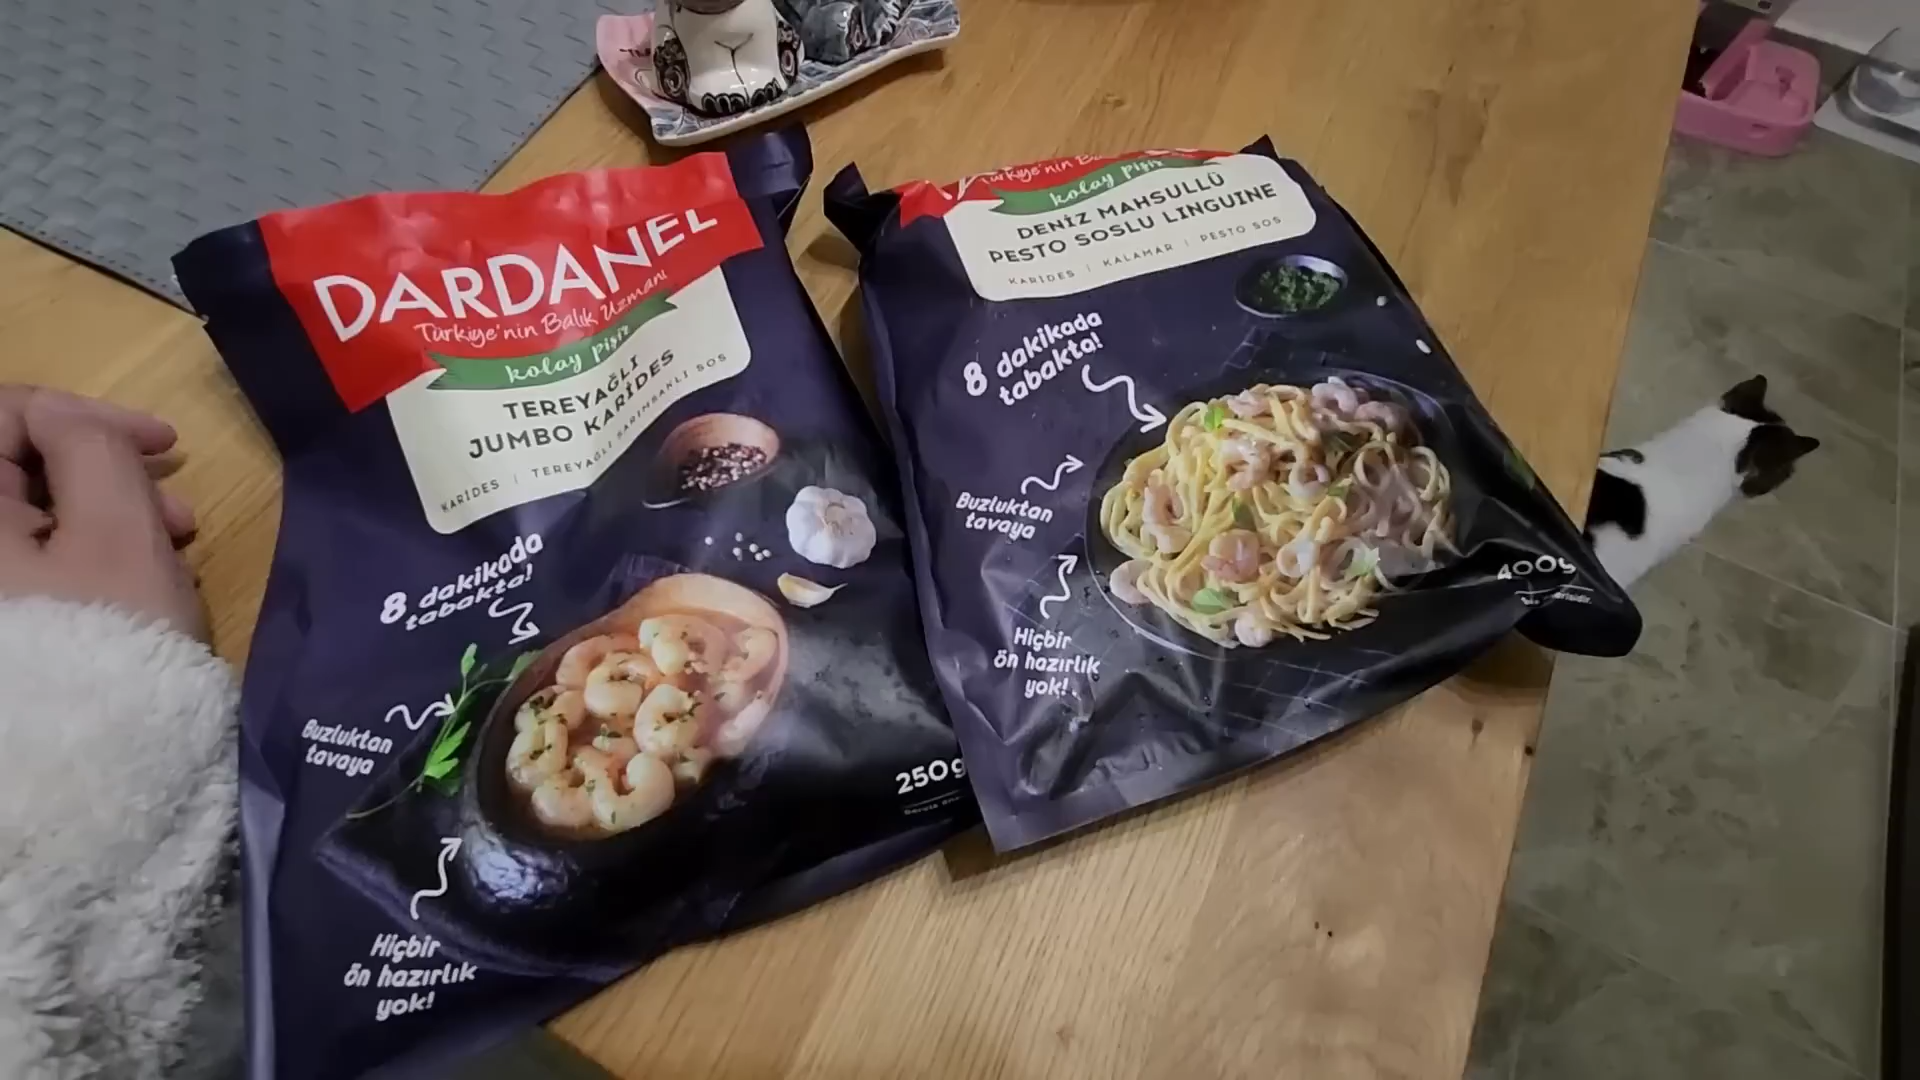 DARDANEL
Türkiye'nin Balık Uzmanı
kolay pişir
TEREYAĞLI
JUMBO KARİDES
KARİDES | TEREYAĞLI SARIMSAKLI SOS
8 dakikada
tabakta!
Buzluktan
tavaya
Hiçbir
ön hazırlık
yok!
250g
Türkiye'nin
kolay pişir
DENİZ MAHSULLÜ
PESTO SOSLU LINGUINE
KARİDES | KALAMAR | PESTO SOS
8 dakikada
tabakta!
Buzluktan
tavaya
Hiçbir
ön hazırlık
yok!
400g